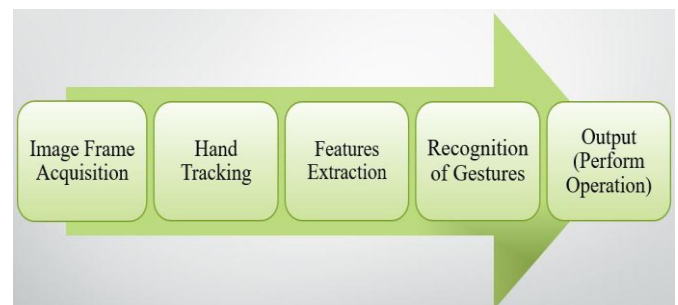 Image Frame
Acquisition
Hand
Tracking
Features
Extraction
Recognition
of Gestures
Output
(Perform
Operation)